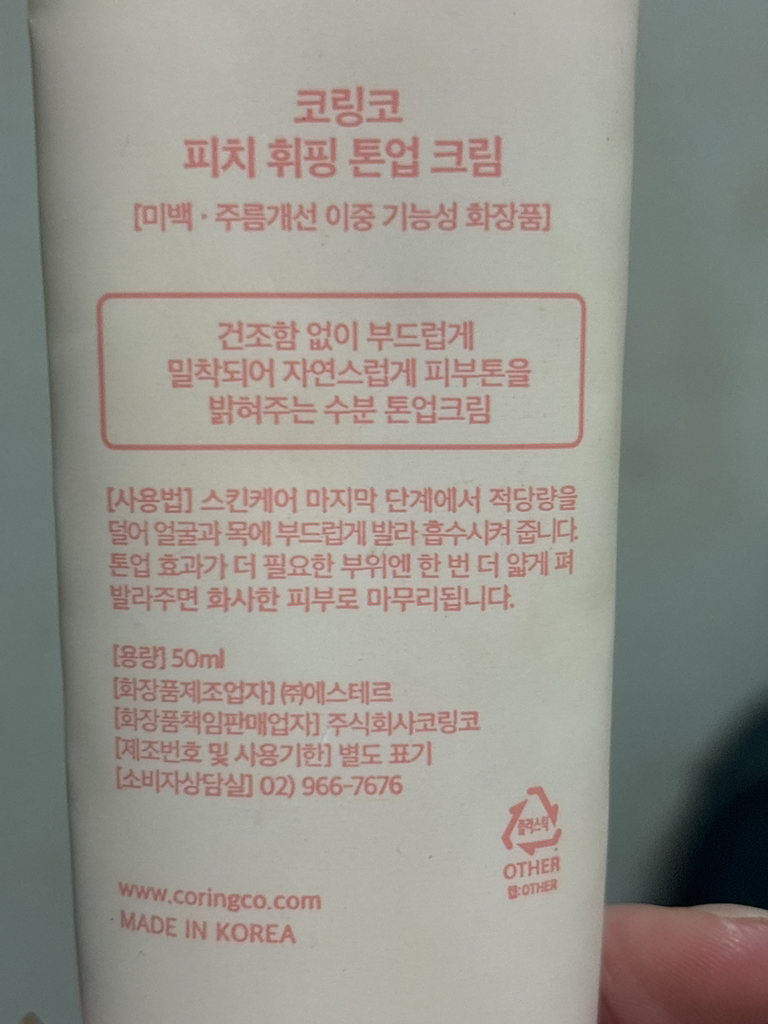 코링코
피치 휘핑 톤업 크림
[미백 · 주름개선 이중 기능성 화장품]
건조함 없이 부드럽게
밀착되어 자연스럽게 피부톤을
밝혀주는 수분 톤업크림
[사용법] 스킨케어 마지막 단계에서 적당량을
덜어 얼굴과 목에 부드럽게 발라 흡수시켜 줍니다.
톤업 효과가 더 필요한 부위엔 한 번 더 얇게 펴
발라주면 화사한 피부로 마무리됩니다.
[용량] 50ml
[화장품제조업자] ㈜에스테르
[화장품책임판매업자] 주식회사코링코
[제조번호 및 사용기한] 별도 표기
[소비자상담실] 02) 966-7676
플라스틱
OTHER
캡:OTHER
www.coringco.com
MADE IN KOREA